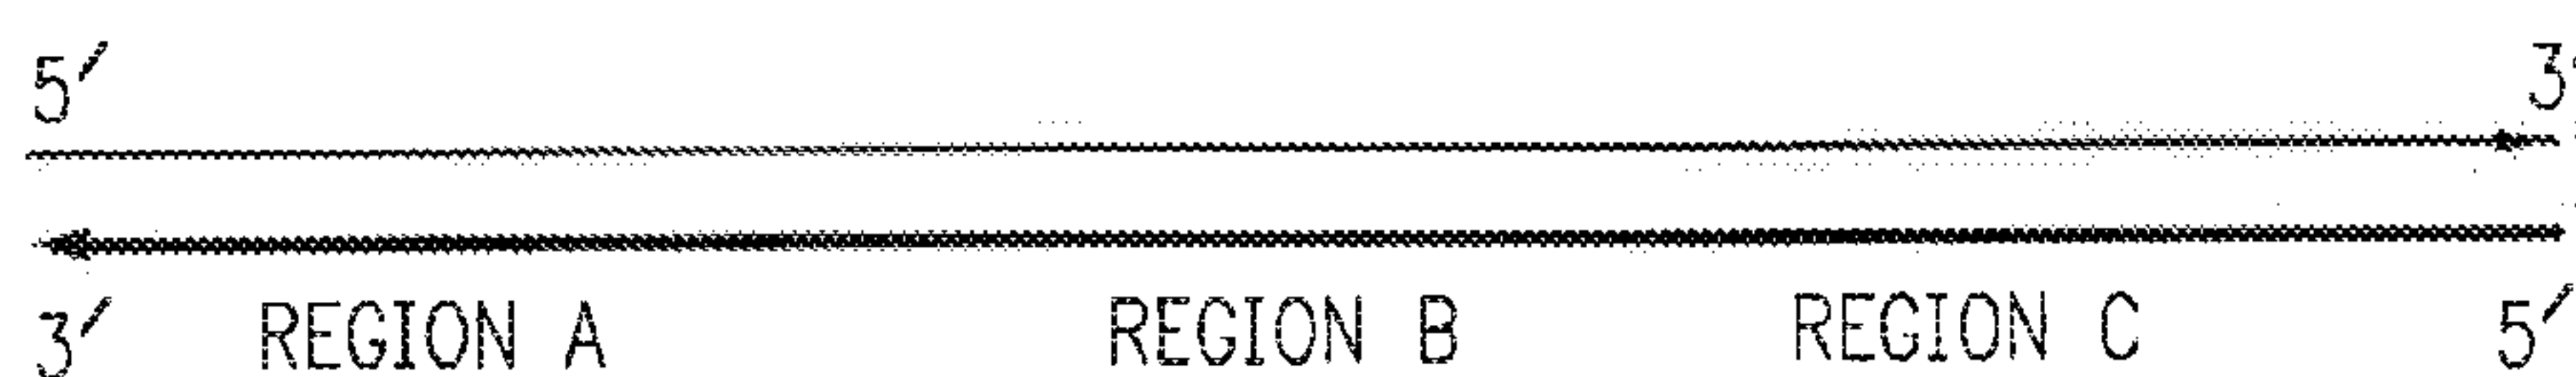 5′ 3′
3′ REGION A REGION B REGION C 5′